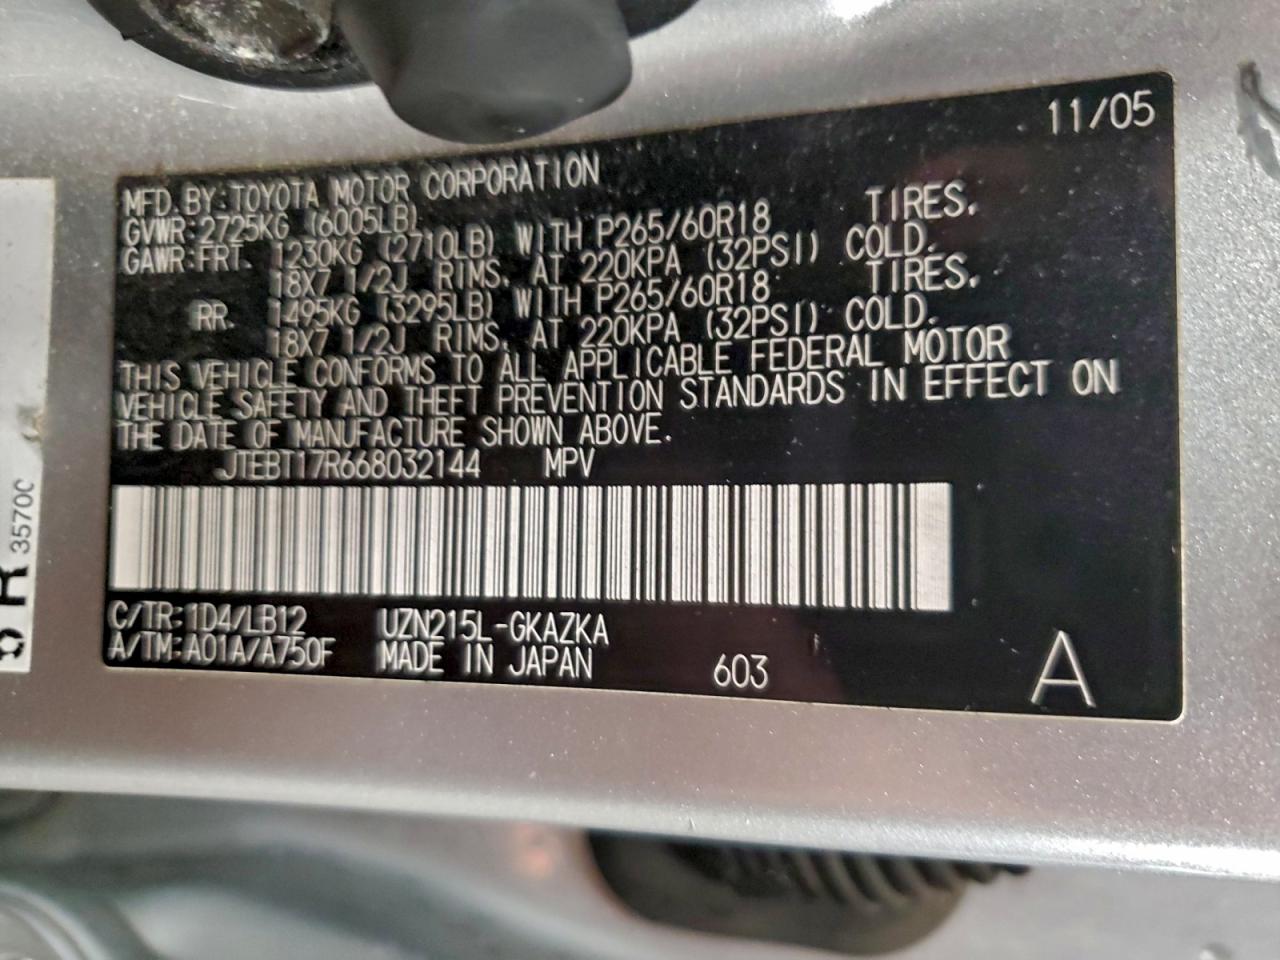 11/05
MFD.BY:TOYOTA MOTOR CORPORATION
GVWR:2725KG (6005LB)
GAWR:FRT. 1230KG (2710LB) WITH P265/60R18 TIRES.
18X7 1/2J RIMS. AT 220KPA (32PSI) COLD.
RR. 1495KG (3295LB) WITH P265/60R18 TIRES.
18X7 1/2J RIMS. AT 220KPA (32PSI) COLD.
THIS VEHICLE CONFORMS TO ALL APPLICABLE FEDERAL MOTOR
VEHICLE SAFETY AND THEFT PREVENTION STANDARDS IN EFFECT ON
THE DATE OF MANUFACTURE SHOWN ABOVE.
JTEBT17R668032144 MPV
C/TR:1D4/LB12 UZN215L-GKAZKA
A/TM:A01A/A750F MADE IN JAPAN 603 A
3570C